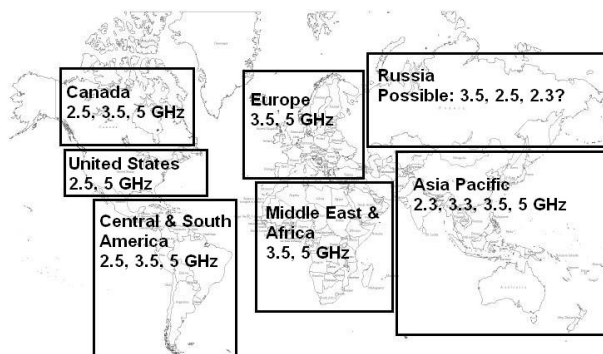 Canada
2.5, 3.5, 5 GHz
United States
2.5, 5 GHz
Central & South
America
2.5, 3.5, 5 GHz
Europe
3.5, 5 GHz
Middle East &
Africa
3.5, 5 GHz
Russia
Possible: 3.5, 2.5, 2.3?
Asia Pacific
2.3, 3.3, 3.5, 5 GHz